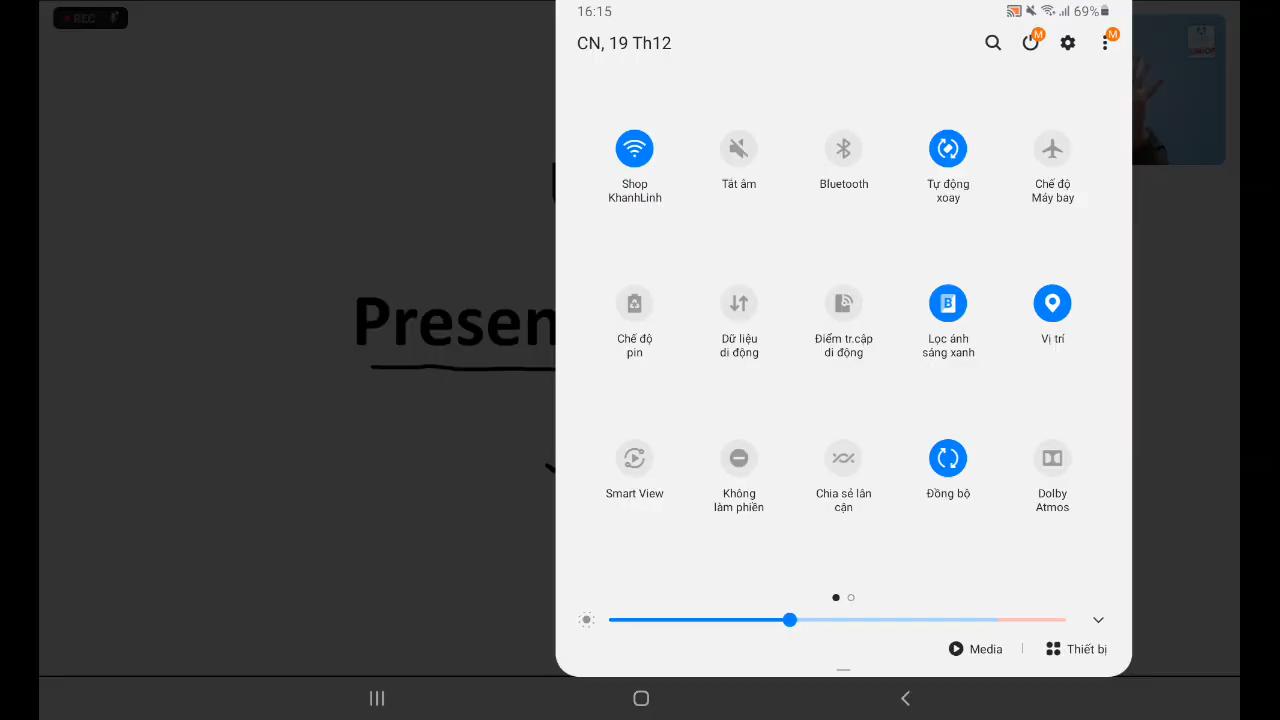 REC
16:15
69%
CN, 19 Th12
M
M
Shop
KhanhLinh
Tắt âm
Bluetooth
Tự động
xoay
Chế độ
Máy bay
Chế độ
pin
Dữ liệu
di động
Điểm tr.cập
di động
B
Lọc ánh
sáng xanh
Vị trí
Smart View
Không
làm phiền
Chia sẻ lân
cận
Đồng bộ
Dolby
Atmos
Media
Thiết bị
Presen